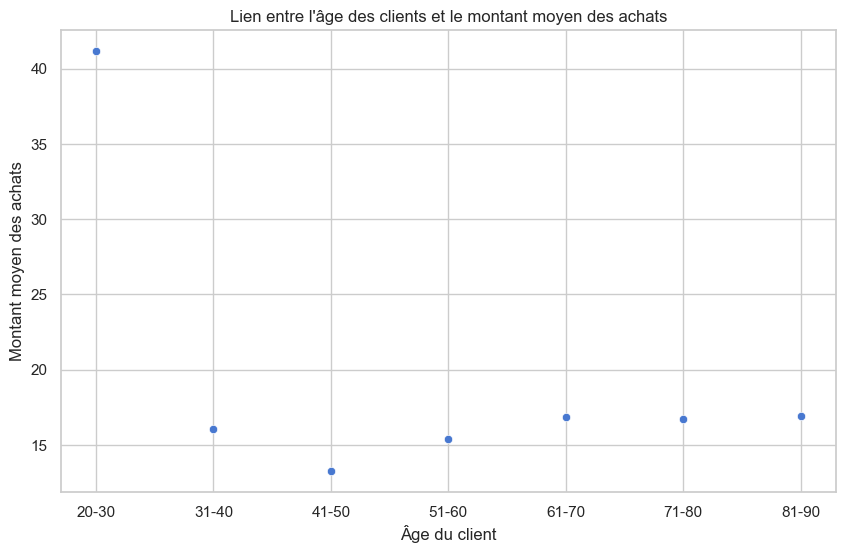 Lien entre l'âge des clients et le montant moyen des achats
Montant moyen des achats
40
35
30
25
20
15
20-30 31-40 41-50 51-60 61-70 71-80 81-90
Âge du client